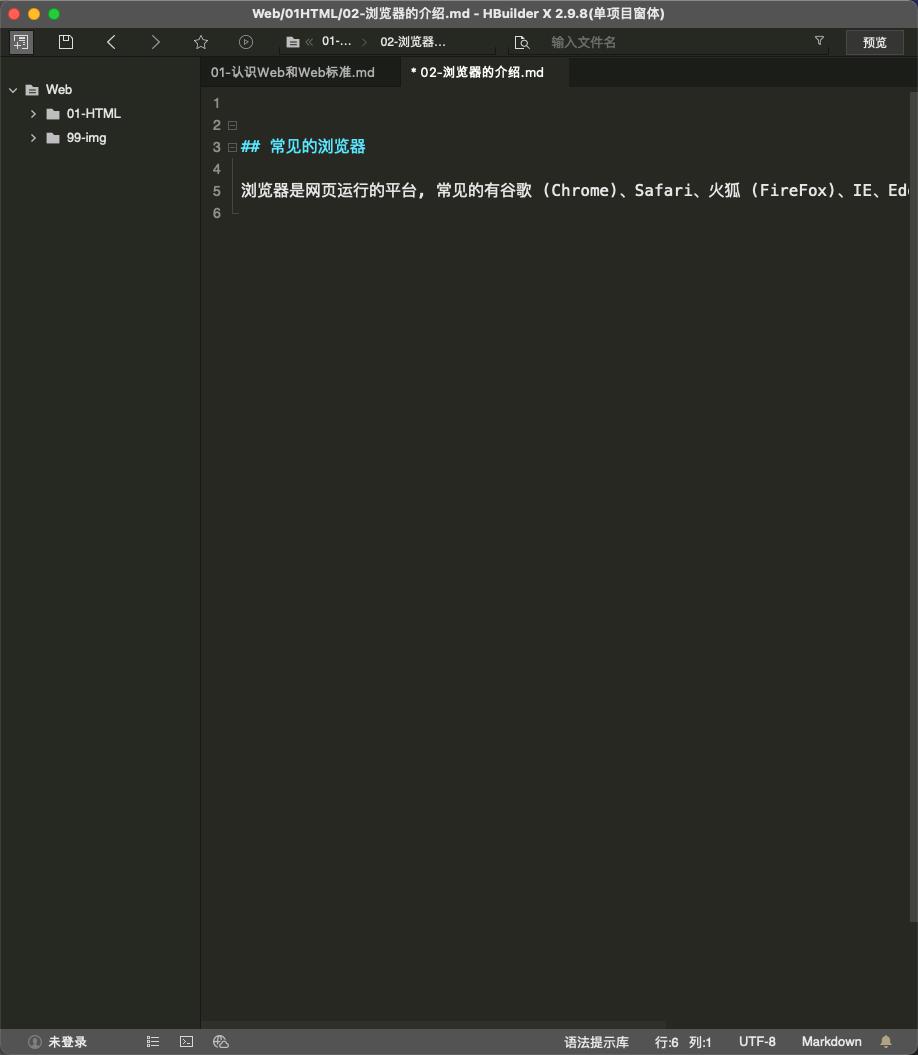 Web/01HTML/02-浏览器的介绍.md - HBuilder X 2.9.8(单项目窗体)
01-... 02-浏览器... 输入文件名 预览
01-认识Web和Web标准.md * 02-浏览器的介绍.md
Web
01-HTML
99-img
1
2
3 ## 常见的浏览器
4
5 浏览器是网页运行的平台, 常见的有谷歌 (Chrome)、Safari、火狐 (FireFox)、IE、Ed
6
未登录 语法提示库 行:6 列:1 UTF-8 Markdown